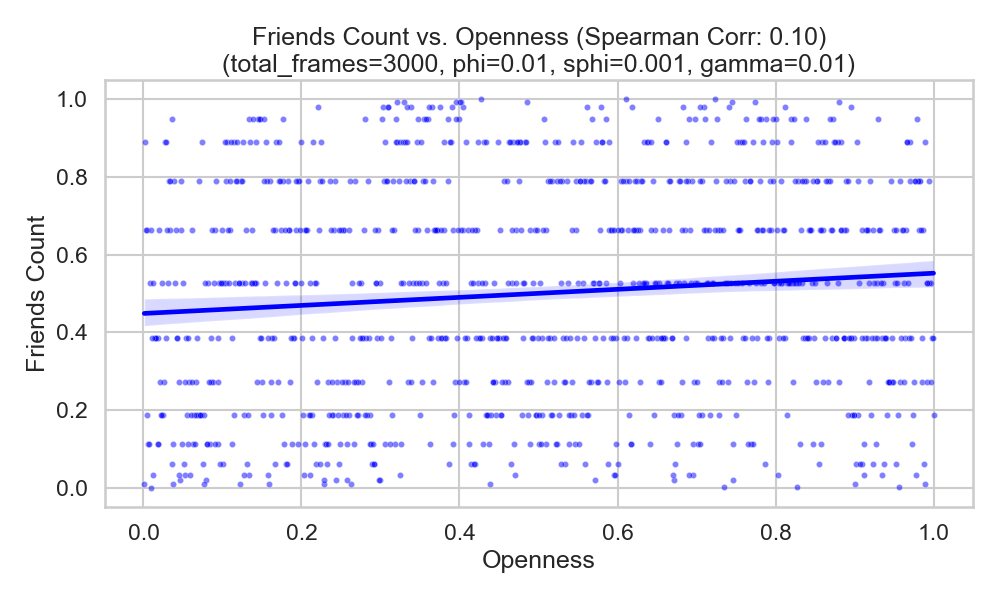 Friends Count vs. Openness (Spearman Corr: 0.10)
(total_frames=3000, phi=0.01, sphi=0.001, gamma=0.01)
1.0
0.8
0.6
0.4
0.2
0.0
Friends Count
0.0 0.2 0.4 0.6 0.8 1.0
Openness